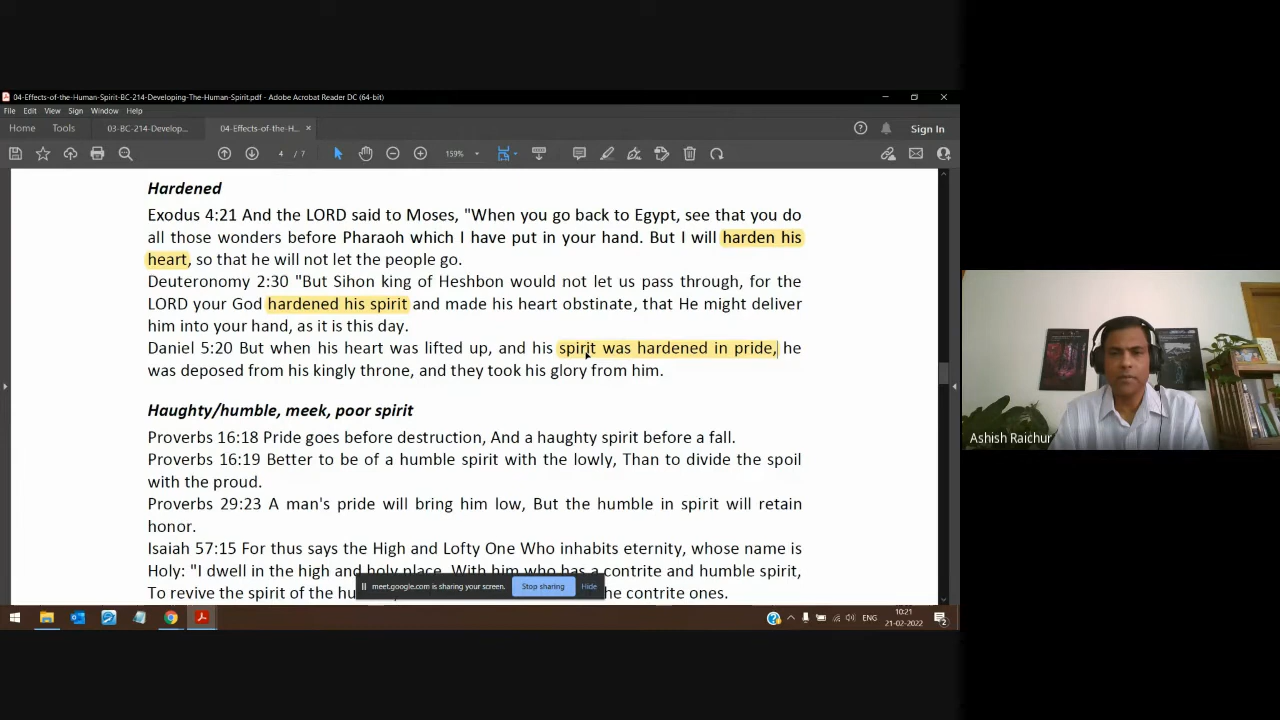 04-Effects-of-the-Human-Spirit-BC-214-Developing-The-Human-Spirit.pdf - Adobe Acrobat Reader DC (64-bit)
File Edit View Sign Window Help
Home Tools 03-BC-214-Develop... 04-Effects-of-the-H... × Sign In
4 / 7 159%
Hardened
Exodus 4:21 And the LORD said to Moses, "When you go back to Egypt, see that you do
all those wonders before Pharaoh which I have put in your hand. But I will harden his
heart, so that he will not let the people go.
Deuteronomy 2:30 "But Sihon king of Heshbon would not let us pass through, for the
LORD your God hardened his spirit and made his heart obstinate, that He might deliver
him into your hand, as it is this day.
Daniel 5:20 But when his heart was lifted up, and his spirit was hardened in pride, he
was deposed from his kingly throne, and they took his glory from him.
Haughty/humble, meek, poor spirit
Proverbs 16:18 Pride goes before destruction, And a haughty spirit before a fall.
Proverbs 16:19 Better to be of a humble spirit with the lowly, Than to divide the spoil
with the proud.
Proverbs 29:23 A man's pride will bring him low, But the humble in spirit will retain
honor.
Isaiah 57:15 For thus says the High and Lofty One Who inhabits eternity, whose name is
Holy: "I dwell in the high and holy place, With him who has a contrite and humble spirit,
To revive the spirit of the hu he contrite ones.
meet.google.com is sharing your screen. Stop sharing Hide
Ashish Raichur
ENG
10:21
21-02-2022
2